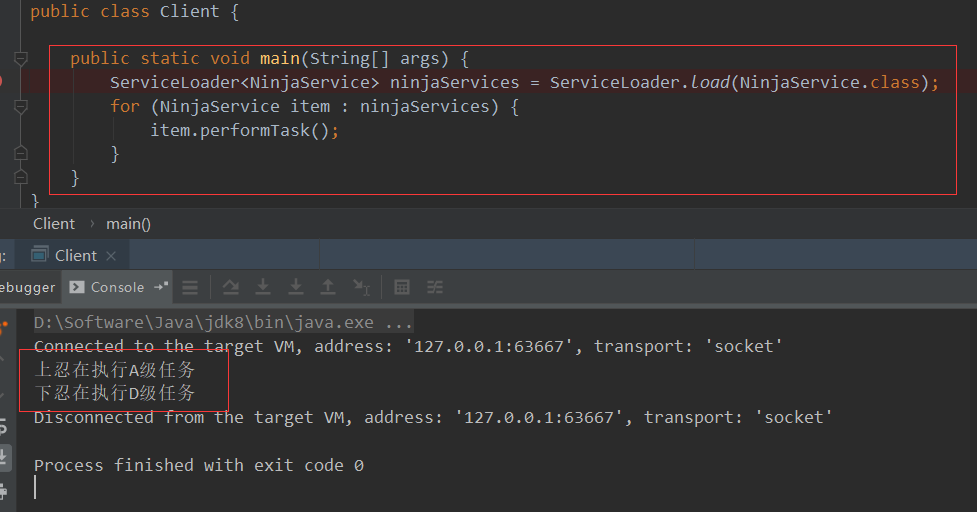 public class Client {
public static void main(String[] args) {
ServiceLoader<NinjaService> ninjaServices = ServiceLoader.load(NinjaService.class);
for (NinjaService item : ninjaServices) {
item.performTask();
}
}
}
Client › main()
: Client ×
ebugger Console
D:\Software\Java\jdk8\bin\java.exe ...
Connected to the target VM, address: '127.0.0.1:63667', transport: 'socket'
上忍在执行A级任务
下忍在执行D级任务
Disconnected from the target VM, address: '127.0.0.1:63667', transport: 'socket'
Process finished with exit code 0